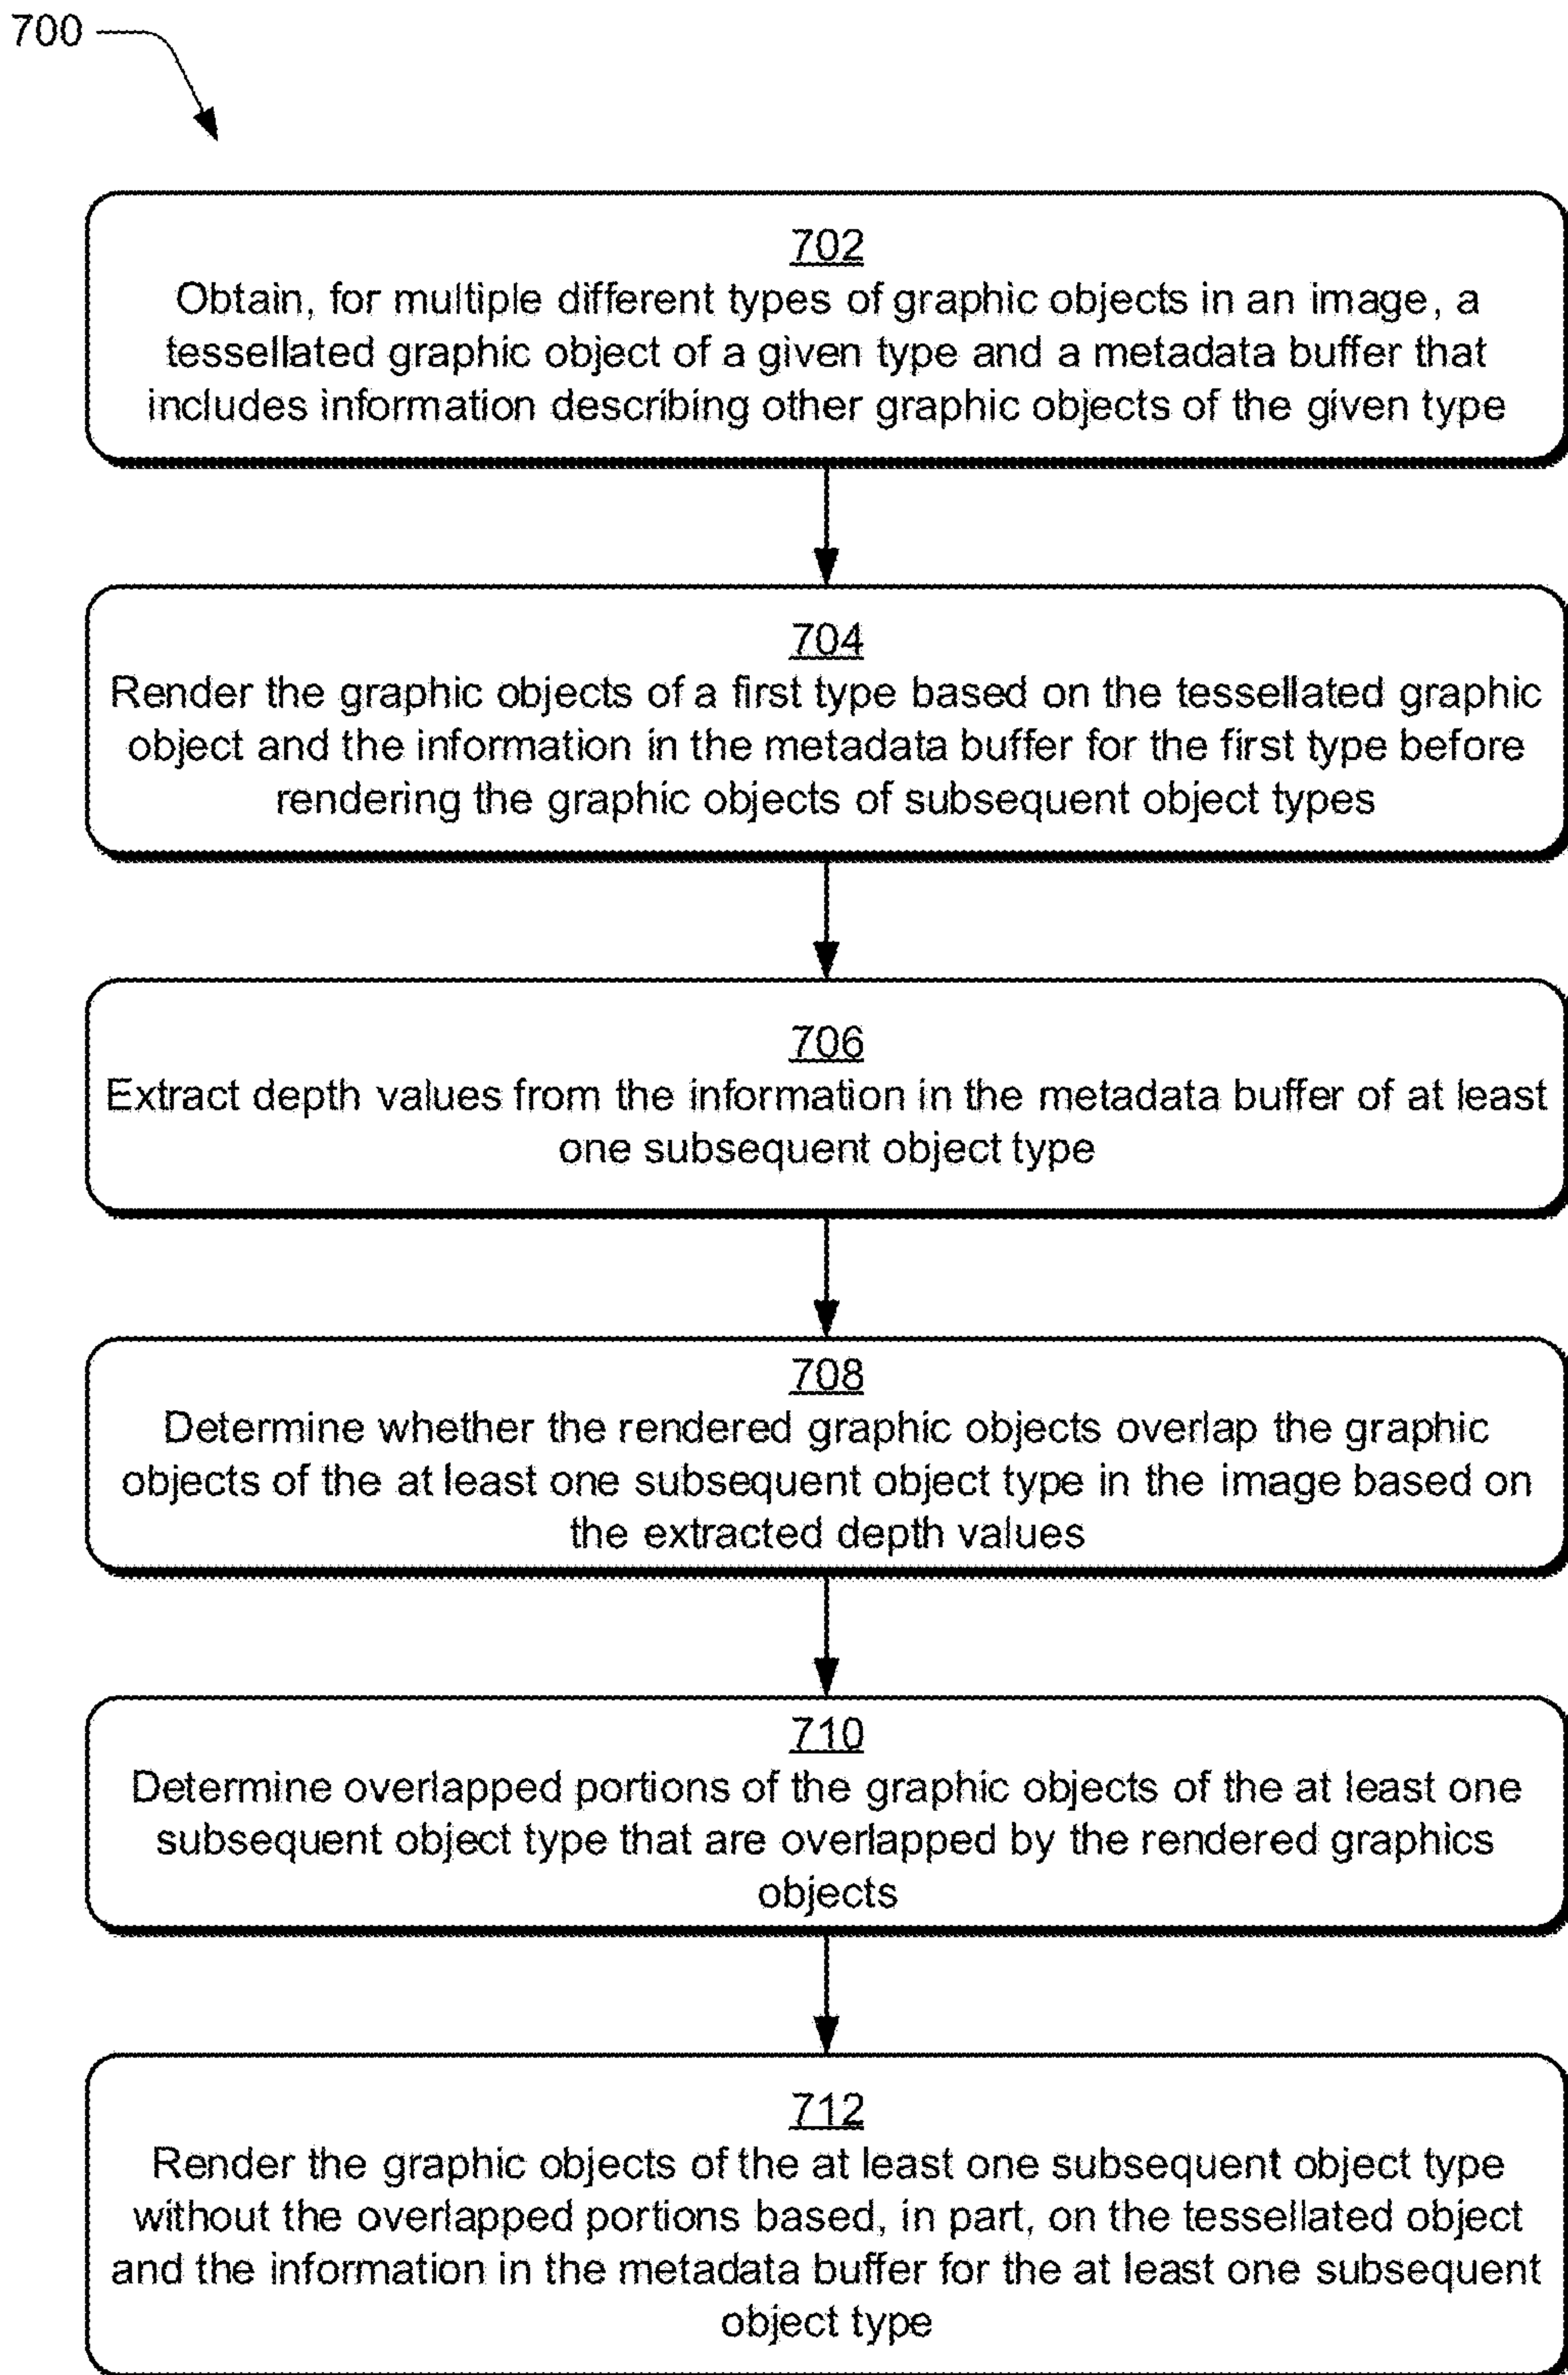 700
702
Obtain, for multiple different types of graphic objects in an image, a
tessellated graphic object of a given type and a metadata buffer that
includes information describing other graphic objects of the given type
704
Render the graphic objects of a first type based on the tessellated graphic
object and the information in the metadata buffer for the first type before
rendering the graphic objects of subsequent object types
706
Extract depth values from the information in the metadata buffer of at least
one subsequent object type
708
Determine whether the rendered graphic objects overlap the graphic
objects of the at least one subsequent object type in the image based on
the extracted depth values
710
Determine overlapped portions of the graphic objects of the at least one
subsequent object type that are overlapped by the rendered graphics
objects
712
Render the graphic objects of the at least one subsequent object type
without the overlapped portions based, in part, on the tessellated object
and the information in the metadata buffer for the at least one subsequent
object type